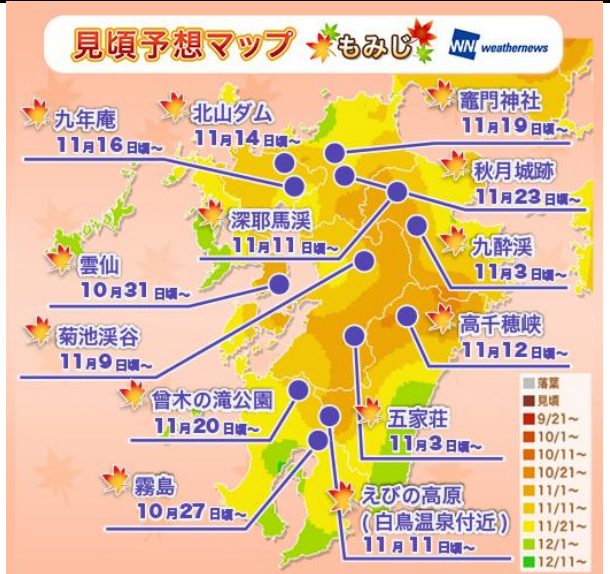 見頃予想マップ
もみじ
WN weathernews
九年庵
11月16日頃～
北山ダム
11月14日頃～
竈門神社
11月19日頃～
秋月城跡
11月23日頃～
深耶馬渓
11月11日頃～
九酔渓
11月3日頃～
雲仙
10月31日頃～
菊池渓谷
11月9日頃～
高千穂峡
11月12日頃～
曾木の滝公園
11月20日頃～
五家荘
11月3日頃～
霧島
10月27日頃～
えびの高原
(白鳥温泉付近)
11月11日頃～
落葉
見頃
9/21～
10/1～
10/11～
10/21～
11/1～
11/11～
11/21～
12/1～
12/11～